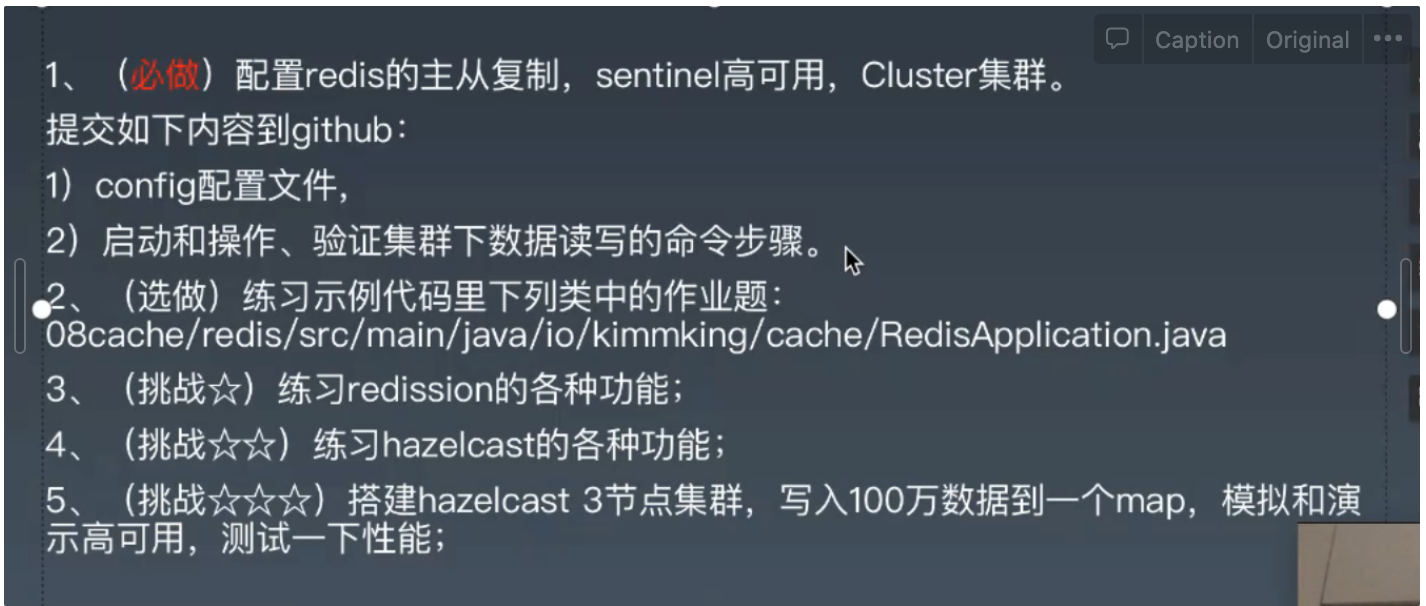 Caption Original
1、（必做）配置redis的主从复制，sentinel高可用，Cluster集群。
提交如下内容到github：
1）config配置文件，
2）启动和操作、验证集群下数据读写的命令步骤。
2、（选做）练习示例代码里下列类中的作业题：
08cache/redis/src/main/java/io/kimmking/cache/RedisApplication.java
3、（挑战☆）练习redission的各种功能；
4、（挑战☆☆）练习hazelcast的各种功能；
5、（挑战☆☆☆）搭建hazelcast 3节点集群，写入100万数据到一个map，模拟和演
示高可用，测试一下性能；